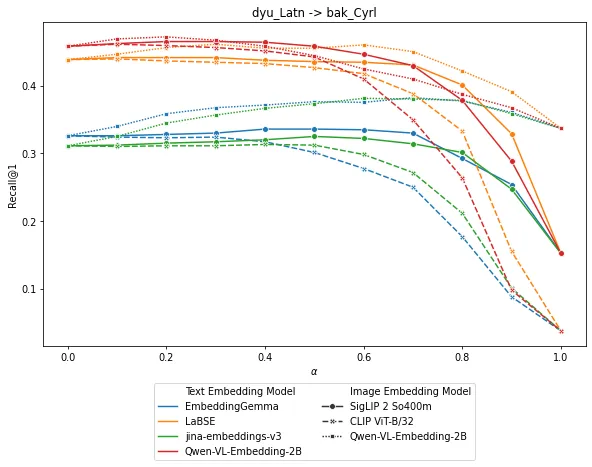 dyu_Latn -> bak_Cyrl
Recall@1
0.4
0.3
0.2
0.1
0.0 0.2 0.4 0.6 0.8 1.0
α
Text Embedding Model Image Embedding Model
EmbeddingGemma SigLIP 2 So400m
LaBSE CLIP ViT-B/32
jina-embeddings-v3 Qwen-VL-Embedding-2B
Qwen-VL-Embedding-2B